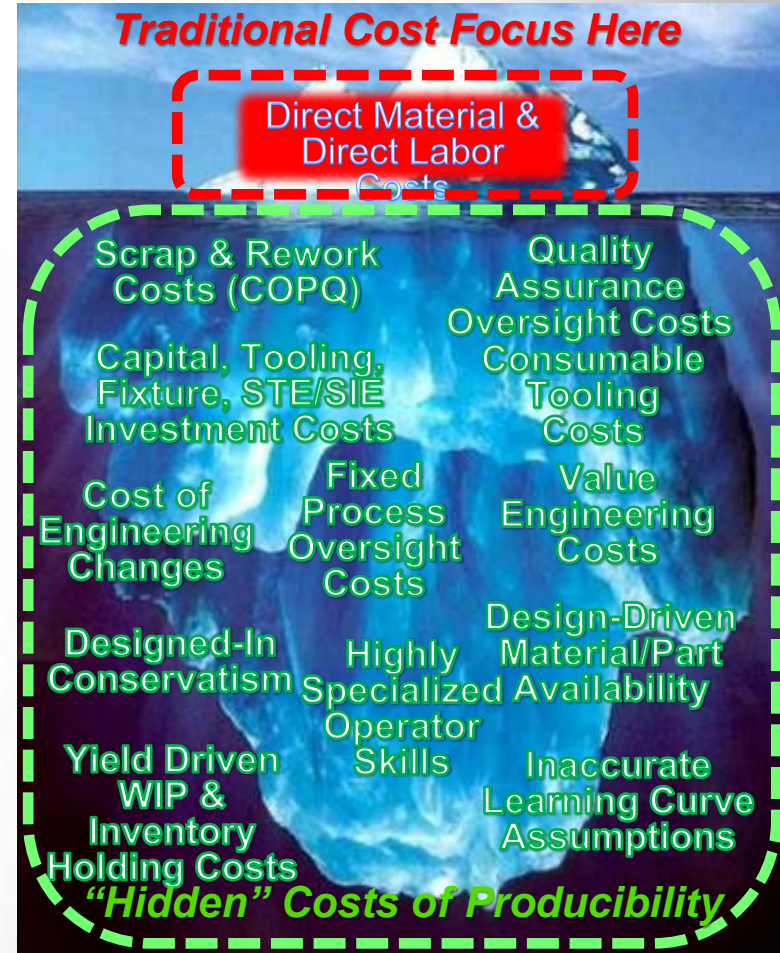 Traditional Cost Focus Here
Direct Material &
Direct Labor
Costs
Scrap & Rework
Costs (COPQ)
Quality
Assurance
Oversight Costs
Capital, Tooling,
Fixture, STE/SIE
Investment Costs
Consumable
Tooling
Costs
Cost of
Engineering
Changes
Fixed
Process
Oversight
Costs
Value
Engineering
Costs
Designed-In
Conservatism
Highly
Specialized
Operator
Skills
Design-Driven
Material/Part
Availability
Yield Driven
WIP &
Inventory
Holding Costs
Inaccurate
Learning Curve
Assumptions
“Hidden” Costs of Producibility